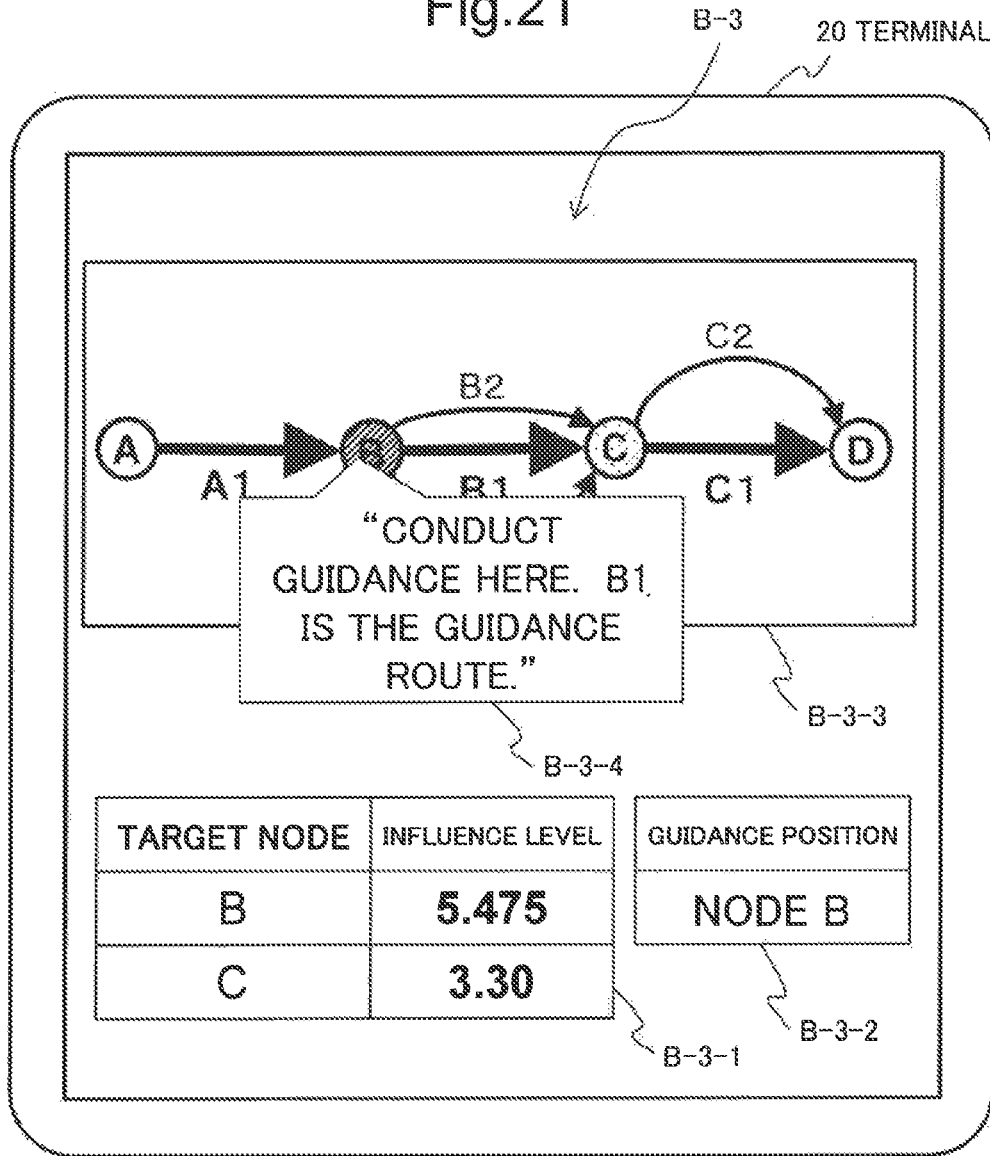 Fig.21
B-3
20 TERMINAL
C2
B2
A
C
D
A1
B1
C1
“CONDUCT
GUIDANCE HERE. B1
IS THE GUIDANCE
ROUTE.”
B-3-3
B-3-4
TARGET NODE INFLUENCE LEVEL
B 5.475
C 3.30
GUIDANCE POSITION
NODE B
B-3-2
B-3-1